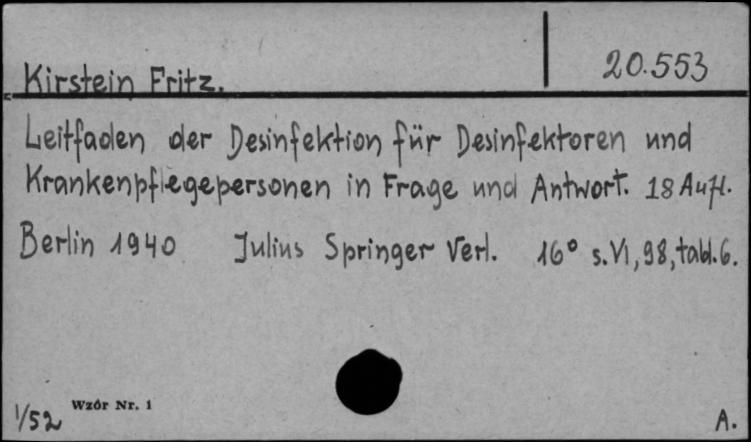 Kirstein Fritz.
20.553
Leitfaden der Desinfektion für Desinfektoren und
Krankenpflegepersonen in Frage und Antwort. 18 Aufl.
Berlin 1940 Julius Springer Verl. 16° s.VI, 98, tabl. 6.
1/52
Wzór Nr. 1
A.